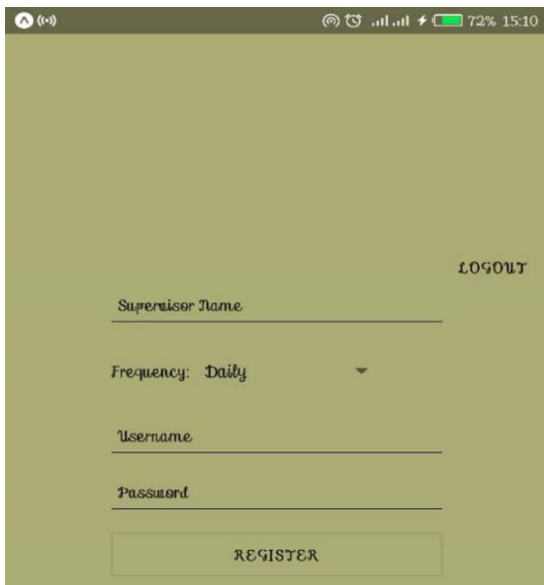 72% 15:10
LOGOUT
Supervisor Name
Frequency: Daily
Username
Password
REGISTER